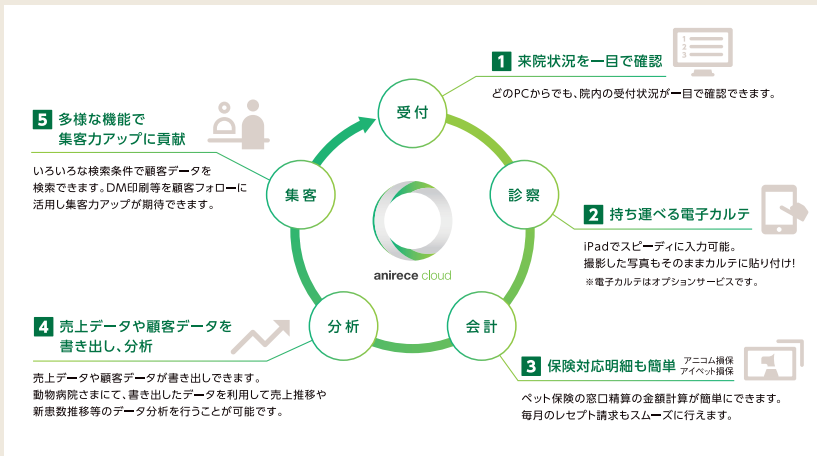 1 来院状況を一目で確認
どのPCからでも、院内の受付状況が一目で確認できます。
受付
診察
2 持ち運べる電子カルテ
iPadでスピーディに入力可能。
撮影した写真もそのままカルテに貼り付け!
※電子カルテはオプションサービスです。
会計
3 保険対応明細も簡単 アニコム損保
アイペット損保
ペット保険の窓口精算の金額計算が簡単にできます。
毎月のレセプト請求もスムーズに行えます。
分析
4 売上データや顧客データを
書き出し、分析
売上データや顧客データが書き出しできます。
動物病院さまにて、書き出したデータを利用して売上推移や
新患数推移等のデータ分析を行うことが可能です。
集客
5 多様な機能で
集客力アップに貢献
いろいろな検索条件で顧客データを
検索できます。DM印刷等を顧客フォローに
活用し集客力アップが期待できます。
anirece cloud
1
2
3